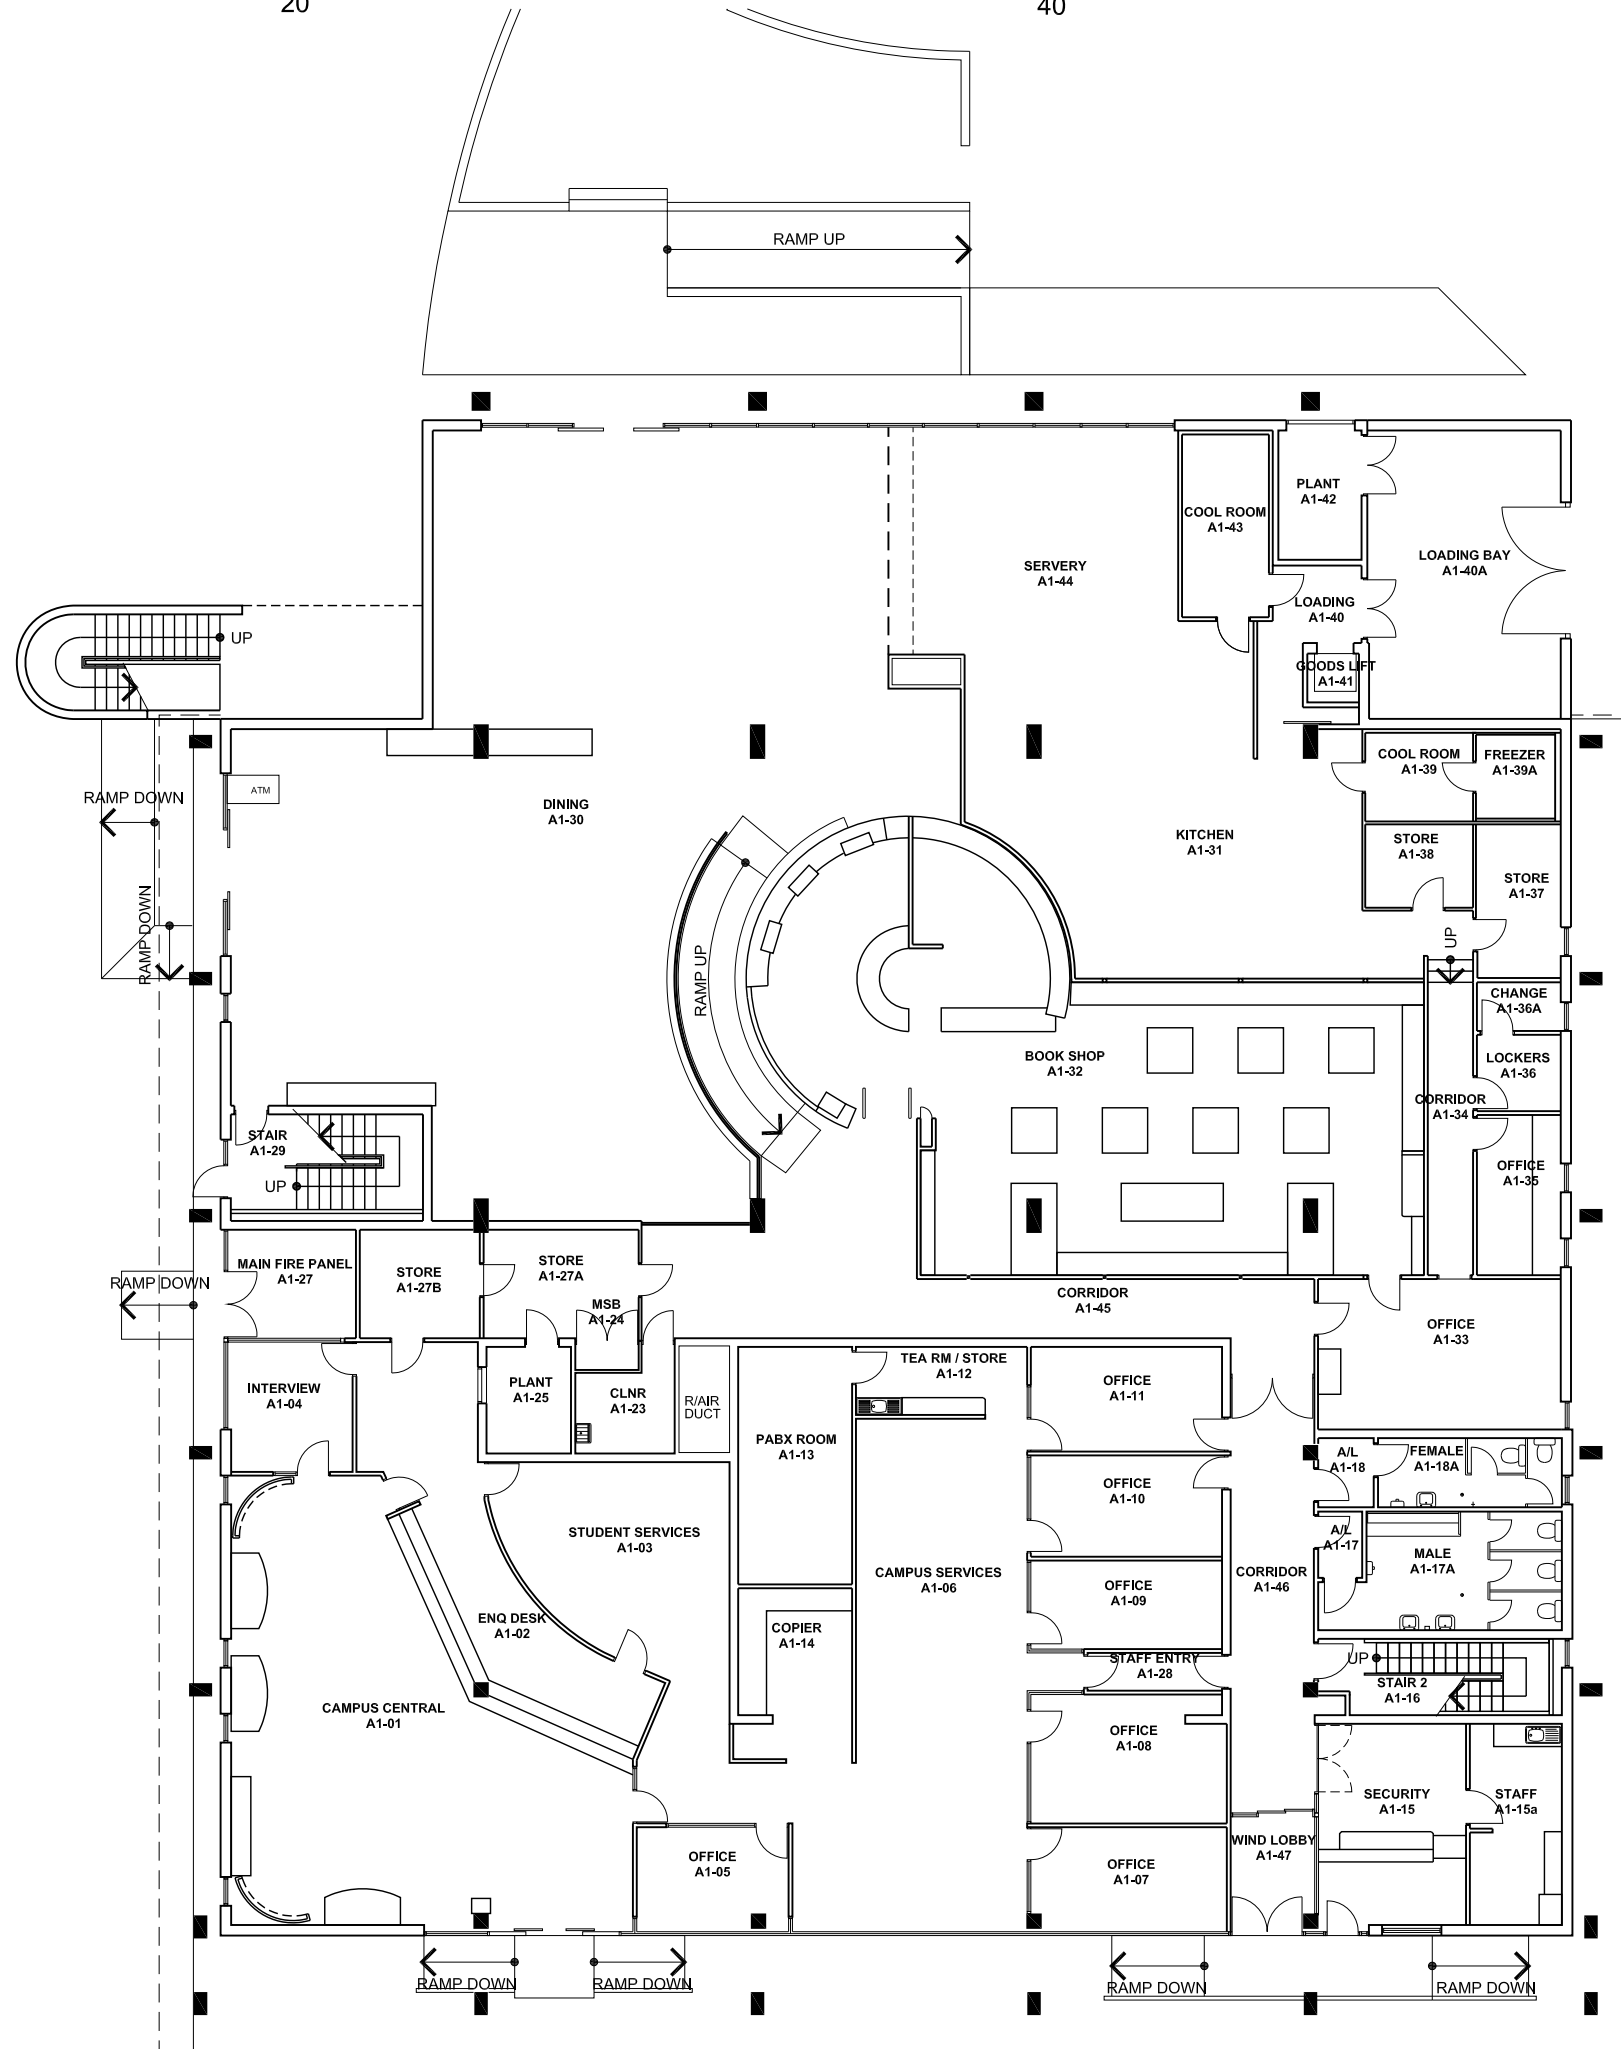 20
40
RAMP UP
PLANT
A1-42
COOL ROOM
A1-43
LOADING BAY
A1-40A
SERVERY
A1-44
LOADING
A1-40
UP
GOODS LIFT
A1-41
COOL ROOM
A1-39
FREEZER
A1-39A
ATM
RAMP DOWN
DINING
A1-30
KITCHEN
A1-31
STORE
A1-38
STORE
A1-37
RAMP DOWN
UP
RAMP UP
CHANGE
A1-36A
BOOK SHOP
A1-32
LOCKERS
A1-36
CORRIDOR
A1-34
STAIR
A1-29
OFFICE
A1-35
UP
MAIN FIRE PANEL
A1-27
STORE
A1-27B
STORE
A1-27A
RAMP DOWN
MSB
A1-24
CORRIDOR
A1-45
OFFICE
A1-33
INTERVIEW
A1-04
PLANT
A1-25
CLNR
A1-23
R/AIR
DUCT
TEA RM / STORE
A1-12
OFFICE
A1-11
PABX ROOM
A1-13
A/L
A1-18
FEMALE
A1-18A
OFFICE
A1-10
STUDENT SERVICES
A1-03
A/L
A1-17
MALE
A1-17A
CAMPUS SERVICES
A1-06
OFFICE
A1-09
CORRIDOR
A1-46
ENQ DESK
A1-02
COPIER
A1-14
STAFF ENTRY
A1-28
UP
STAIR 2
A1-16
CAMPUS CENTRAL
A1-01
OFFICE
A1-08
SECURITY
A1-15
STAFF
A1-15a
WIND LOBBY
A1-47
OFFICE
A1-05
OFFICE
A1-07
RAMP DOWN
RAMP DOWN
RAMP DOWN
RAMP DOWN